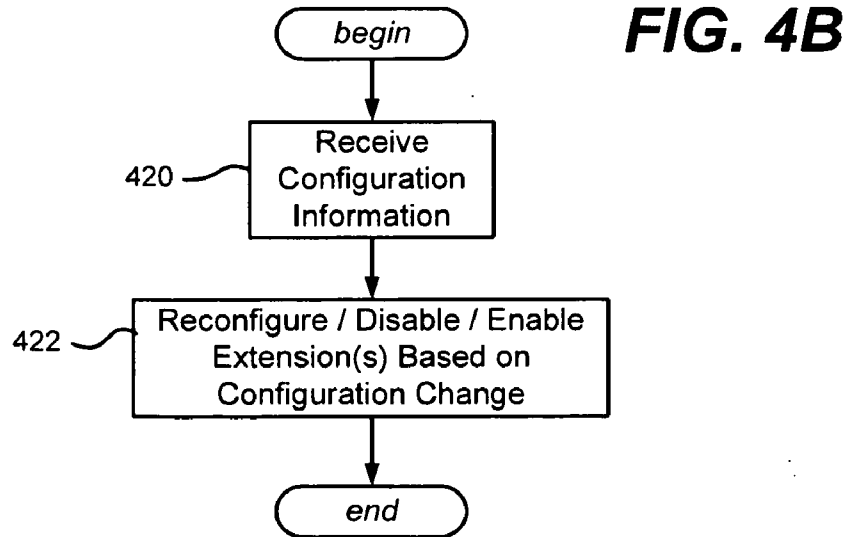 begin
FIG. 4B
420
Receive
Configuration
Information
422
Reconfigure / Disable / Enable
Extension(s) Based on
Configuration Change
end